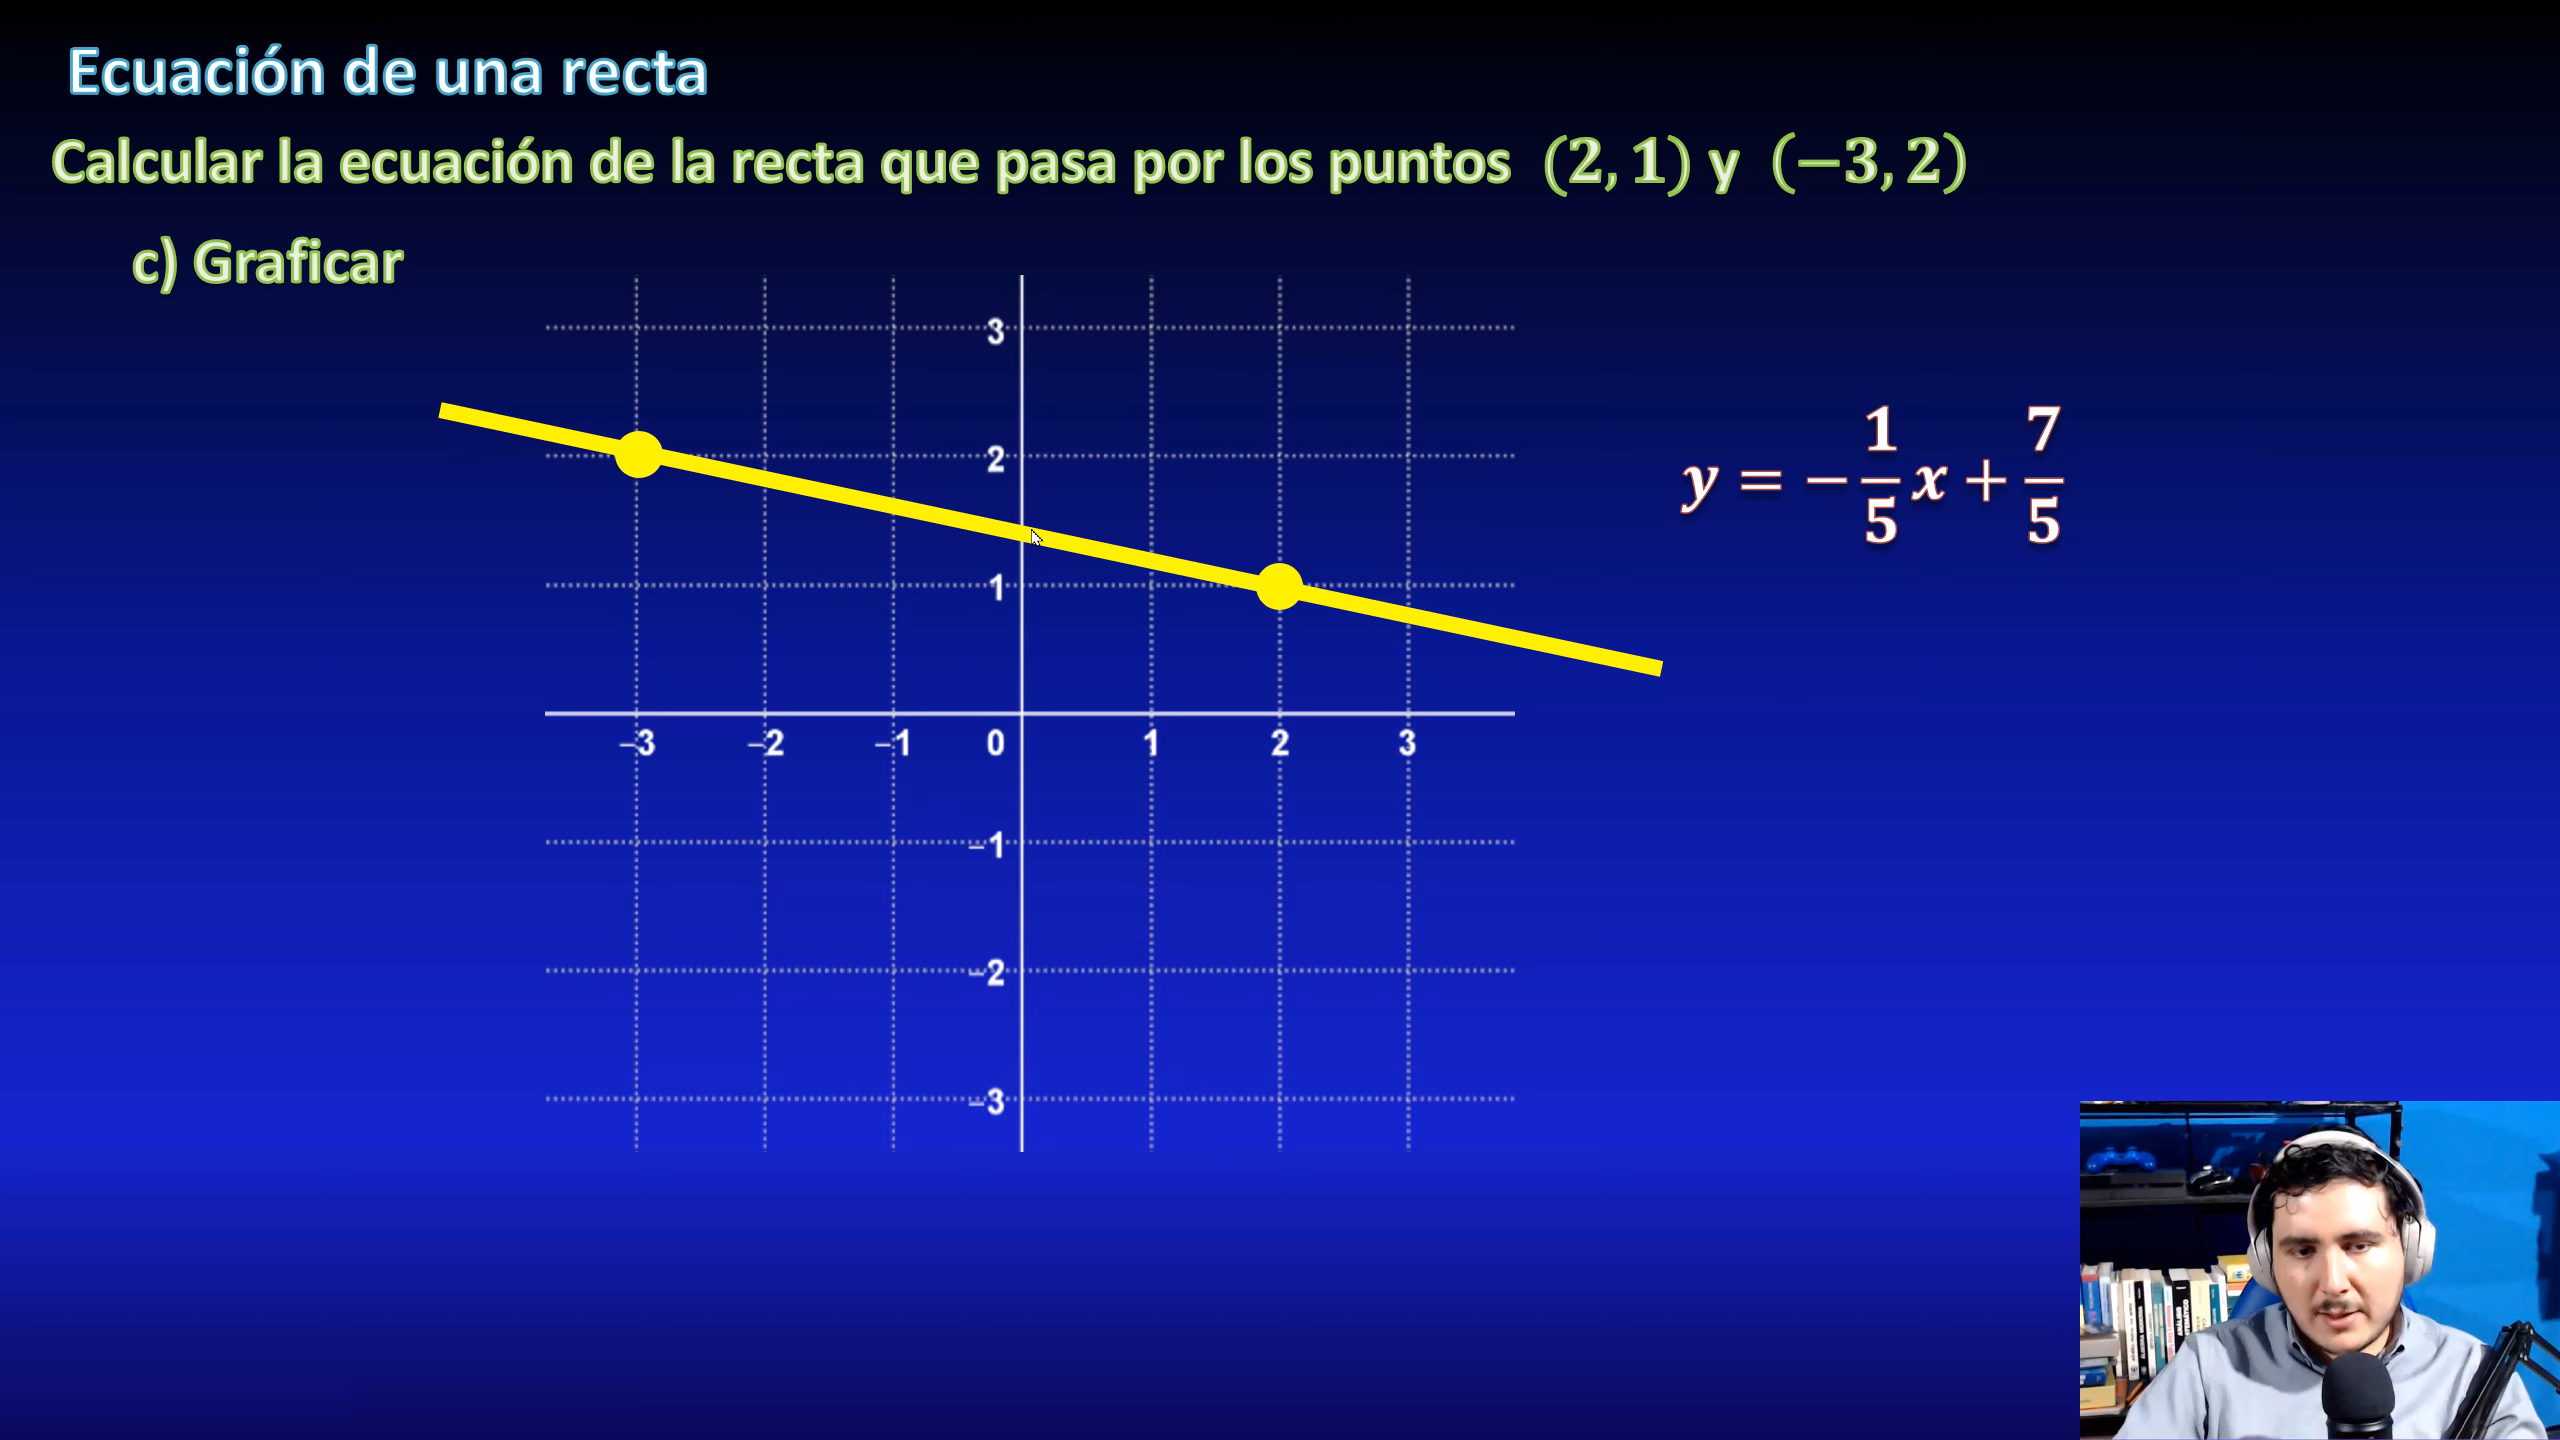 Ecuación de una recta
Calcular la ecuación de la recta que pasa por los puntos (2, 1) y (−3, 2)
c) Graficar
3
2
1
−3 −2 −1 0 1 2 3
−1
−2
−3
y = −1/5 x + 7/5